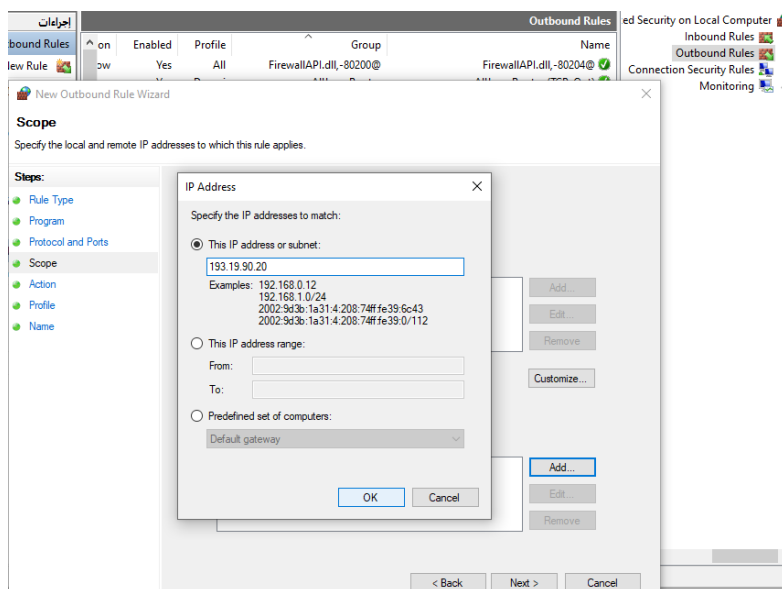 إجراءات
Outbound Rules
ed Security on Local Computer
Inbound Rules
Outbound Rules
Connection Security Rules
Monitoring
bound Rules
lew Rule
on Enabled Profile Group Name
ow Yes All FirewallAPI.dll,-80200@ FirewallAPI.dll,-80204@
New Outbound Rule Wizard
Scope
Specify the local and remote IP addresses to which this rule applies.
Steps:
Rule Type
Program
Protocol and Ports
Scope
Action
Profile
Name
IP Address
Specify the IP addresses to match:
This IP address or subnet:
193.19.90.20
Examples: 192.168.0.12
192.168.1.0/24
2002:9d3b:1a31:4:208:74ff:fe39:6c43
2002:9d3b:1a31:4:208:74ff:fe39:0/112
This IP address range:
From:
To:
Predefined set of computers:
Default gateway
OK Cancel
Add...
Edit...
Remove
Customize...
Add...
Edit...
Remove
< Back Next > Cancel